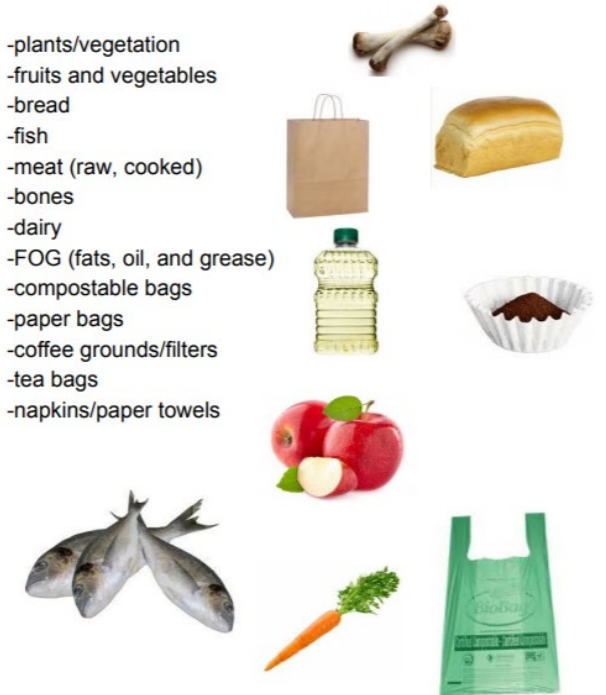 -plants/vegetation
-fruits and vegetables
-bread
-fish
-meat (raw, cooked)
-bones
-dairy
-FOG (fats, oil, and grease)
-compostable bags
-paper bags
-coffee grounds/filters
-tea bags
-napkins/paper towels
BioBag